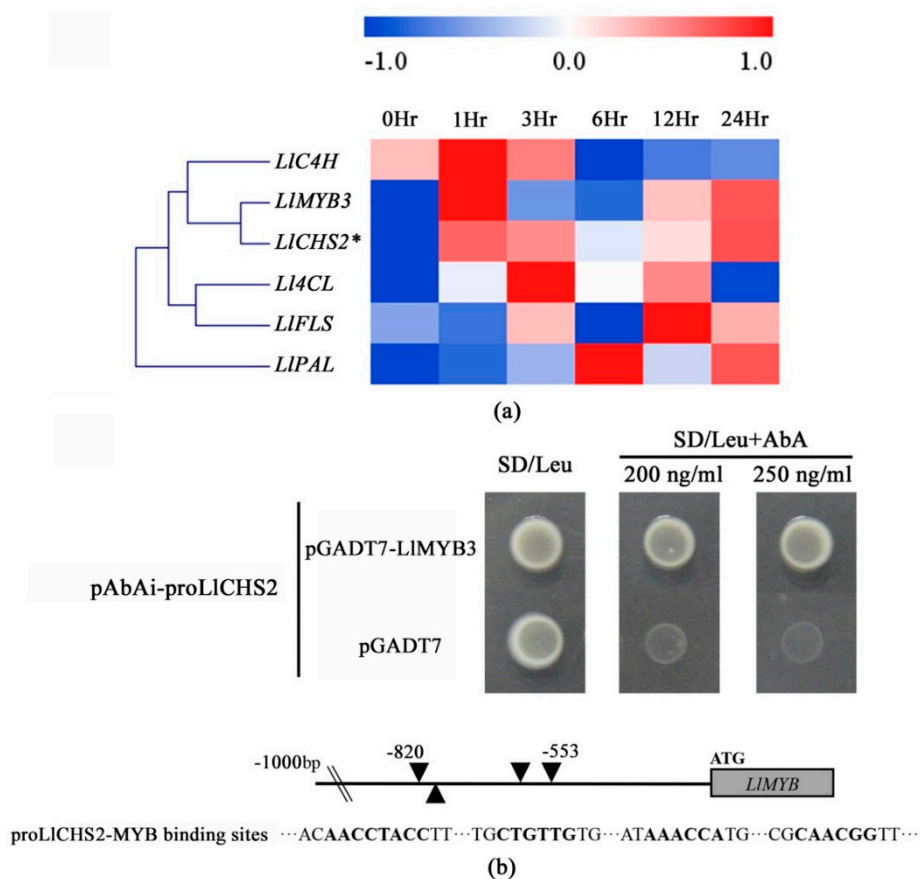 -1.0 0.0 1.0
0Hr 1Hr 3Hr 6Hr 12Hr 24Hr
LlC4H
LlMYB3
LlCHS2*
Ll4CL
LlFLS
LlPAL
(a)
SD/Leu+AbA
SD/Leu 200 ng/ml 250 ng/ml
pGADT7-LlMYB3
pAbAi-proLlCHS2
pGADT7
-820 -553 ATG
-1000bp
LlMYB
proLlCHS2-MYB binding sites ···ACAACCTACCTT···TGCTGTTGTG···ATAAACCATG···CGCAACGGTT···
(b)